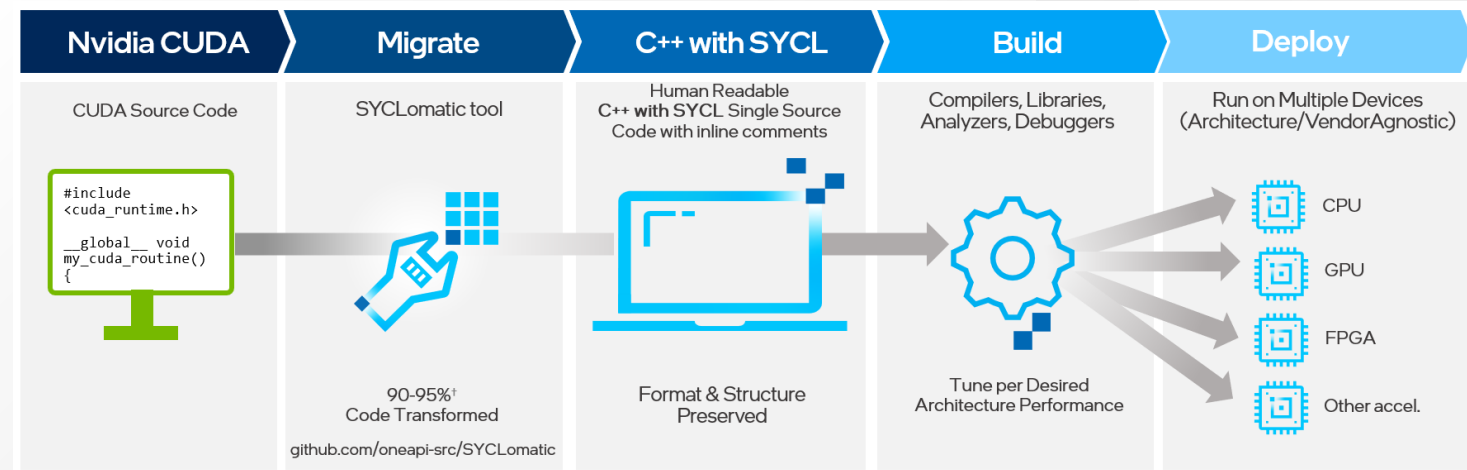 Nvidia CUDA
Migrate
C++ with SYCL
Build
Deploy
CUDA Source Code
#include
<cuda_runtime.h>
__global__ void
my_cuda_routine()
{
SYCLomatic tool
90-95%†
Code Transformed
github.com/oneapi-src/SYCLomatic
Human Readable
C++ with SYCL Single Source
Code with inline comments
Format & Structure
Preserved
Compilers, Libraries,
Analyzers, Debuggers
Tune per Desired
Architecture Performance
Run on Multiple Devices
(Architecture/VendorAgnostic)
CPU
GPU
FPGA
Other accel.